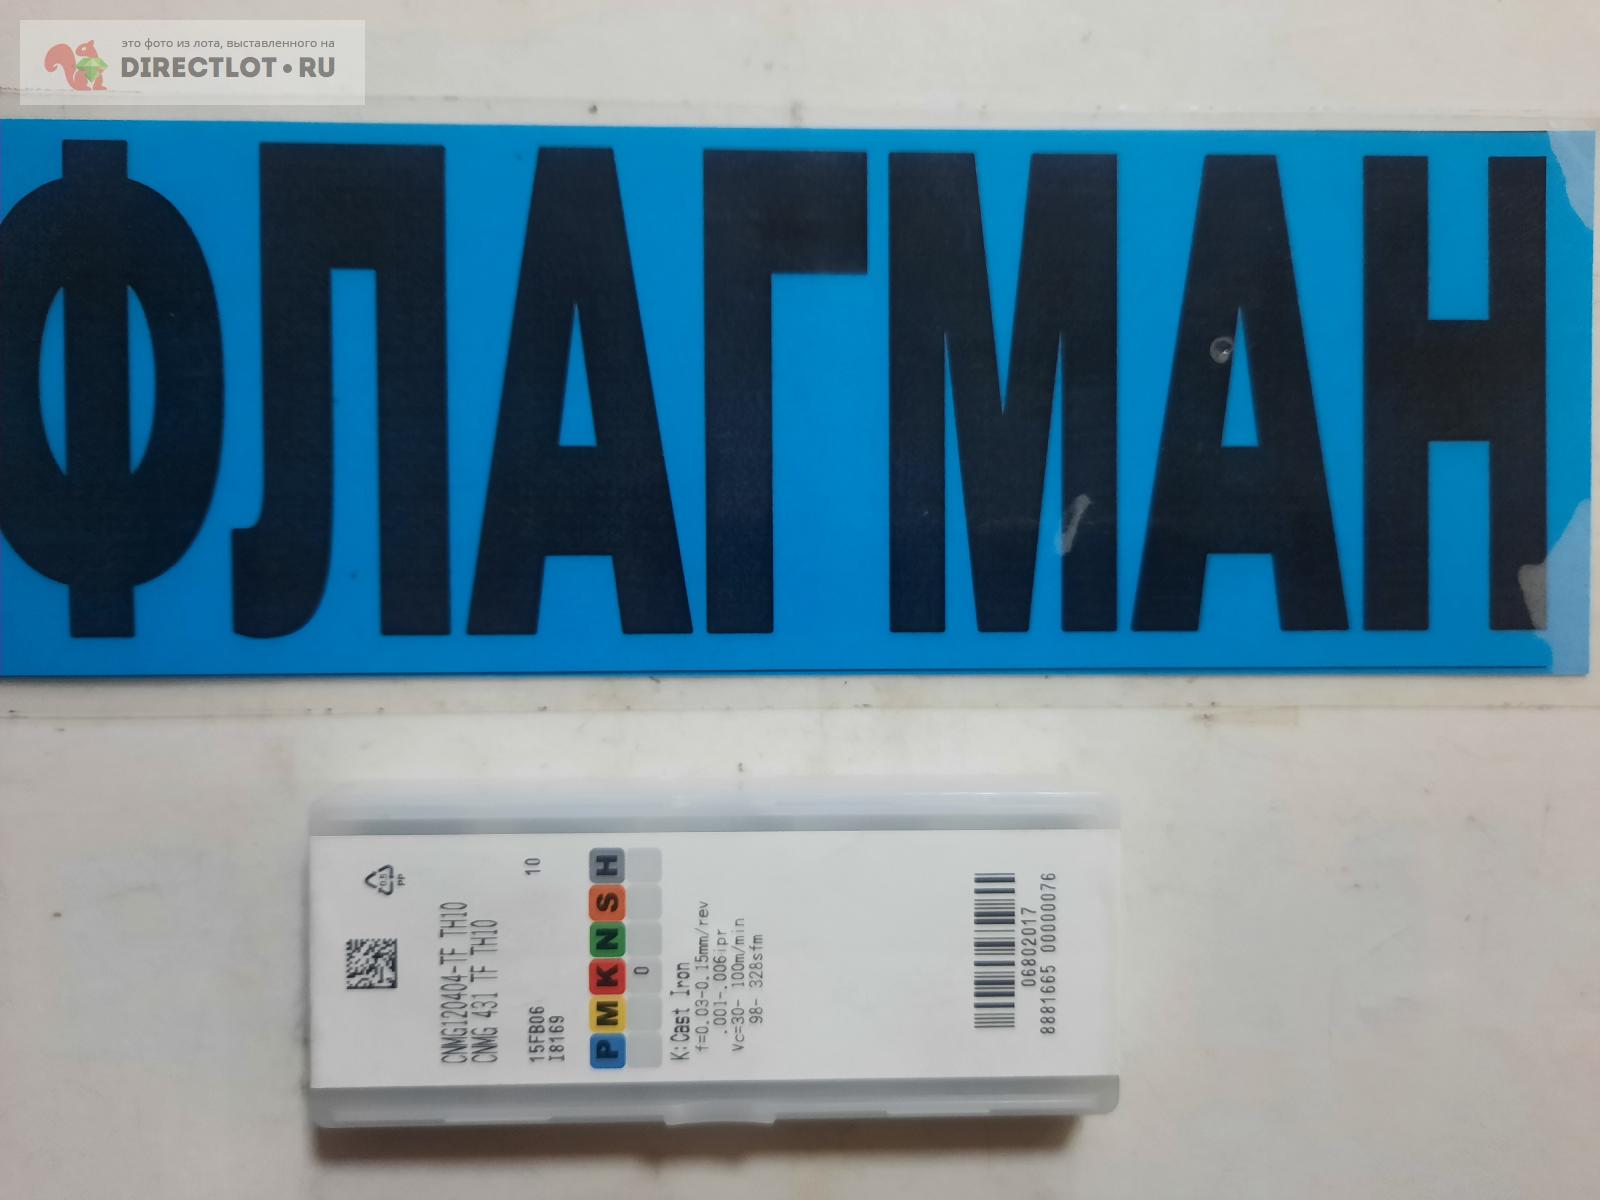 это фото из лота, выставленного на
DIRECTLOT•RU
ФЛАГМАН
PP
CNMG120404-TF TH10
CNMG 431 TF TH10
15FB06 10
I8169
P M K N S H
O
K:Cast Iron
f=0.03-0.15mm/rev
.001-.006ipr
Vc=30- 100m/min
98- 328sfm
06802017
8881665 00000076